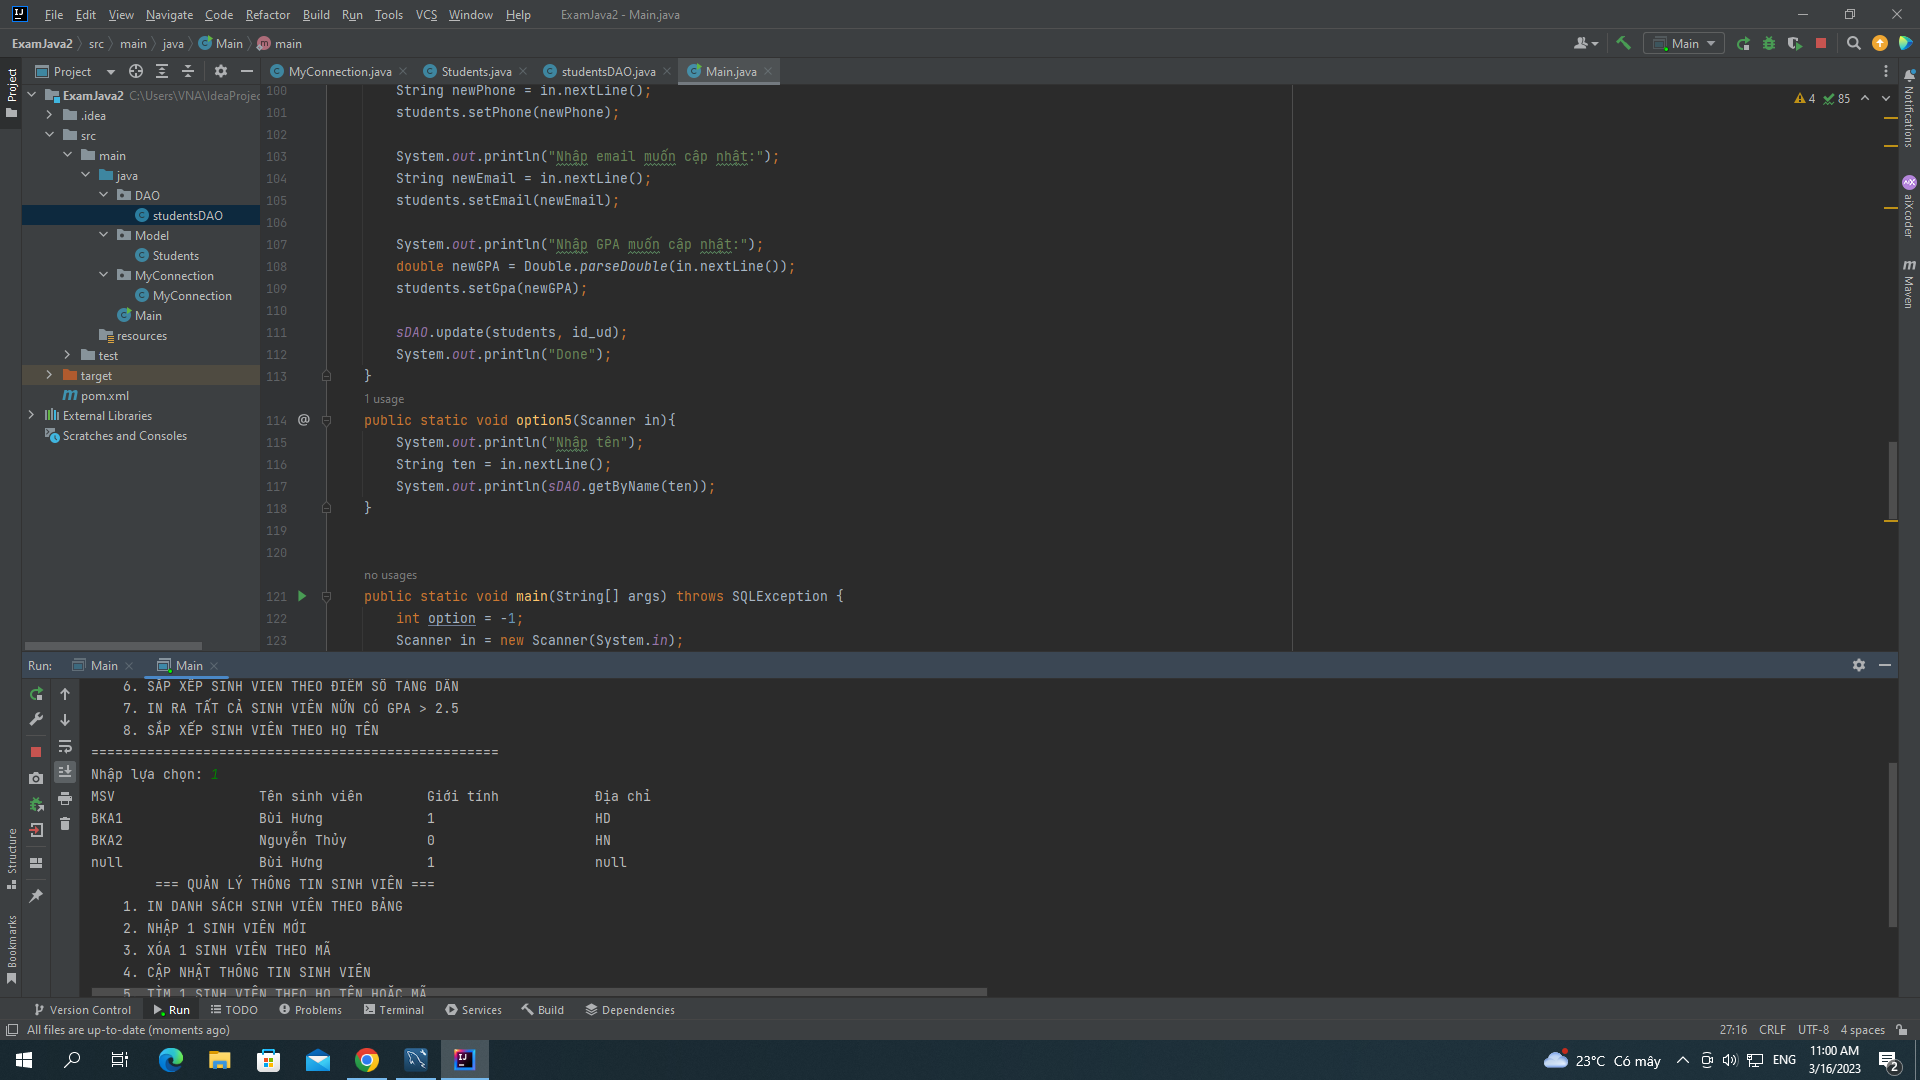 File Edit View Navigate Code Refactor Build Run Tools VCS Window Help ExamJava2 - Main.java
ExamJava2 src main java Main main
Main
Project
MyConnection.java Students.java studentsDAO.java Main.java
ExamJava2 C:\Users\VNA\IdeaProjec
.idea
src
main
java
DAO
studentsDAO
Model
Students
MyConnection
MyConnection
Main
resources
test
target
pom.xml
External Libraries
Scratches and Consoles
4 85
100 String newPhone = in.nextLine();
101 students.setPhone(newPhone);
102
103 System.out.println("Nhập email muốn cập nhật:");
104 String newEmail = in.nextLine();
105 students.setEmail(newEmail);
106
107 System.out.println("Nhập GPA muốn cập nhật:");
108 double newGPA = Double.parseDouble(in.nextLine());
109 students.setGpa(newGPA);
110
111 sDAO.update(students, id_ud);
112 System.out.println("Done");
113 }
1 usage
114 @ public static void option5(Scanner in){
115 System.out.println("Nhập tên");
116 String ten = in.nextLine();
117 System.out.println(sDAO.getByName(ten));
118 }
119
120
no usages
121 public static void main(String[] args) throws SQLException {
122 int option = -1;
123 Scanner in = new Scanner(System.in);
Project
Structure
Bookmarks
Notifications
aiXcoder
Maven
Run: Main Main
6. SẮP XẾP SINH VIÊN THEO ĐIỂM SỐ TĂNG DẦN
7. IN RA TẤT CẢ SINH VIÊN NỮN CÓ GPA > 2.5
8. SẮP XẾP SINH VIÊN THEO HỌ TÊN
===================================================
Nhập lựa chọn: 1
MSV Tên sinh viên Giới tính Địa chỉ
BKA1 Bùi Hưng 1 HD
BKA2 Nguyễn Thủy 0 HN
null Bùi Hưng 1 null
=== QUẢN LÝ THÔNG TIN SINH VIÊN ===
1. IN DANH SÁCH SINH VIÊN THEO BẢNG
2. NHẬP 1 SINH VIÊN MỚI
3. XÓA 1 SINH VIÊN THEO MÃ
4. CẬP NHẬT THÔNG TIN SINH VIÊN
5. TÌM 1 SINH VIÊN THEO HỌ TÊN HOẶC MÃ
Version Control Run TODO Problems Terminal Services Build Dependencies
All files are up-to-date (moments ago) 27:16 CRLF UTF-8 4 spaces
23°C Có mây ENG 11:00 AM
3/16/2023
2